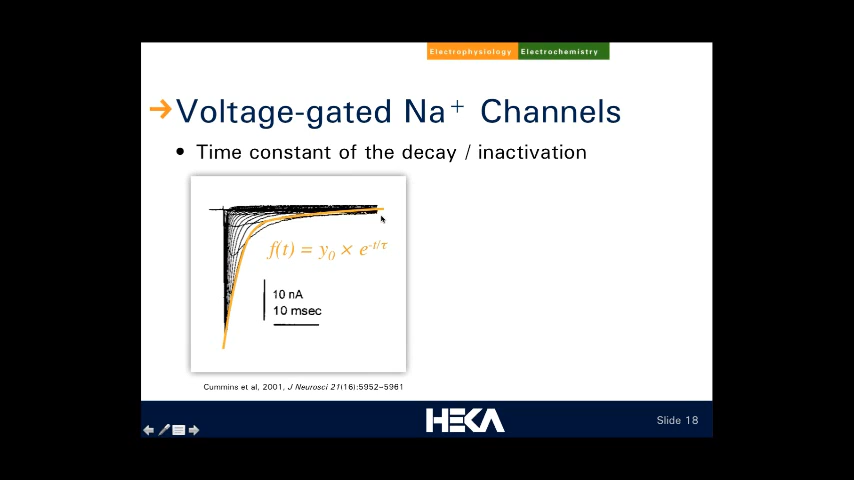 Electrophysiology Electrochemistry
Voltage-gated Na⁺ Channels
• Time constant of the decay / inactivation
f(t) = y₀ × e^-t/τ
10 nA
10 msec
Cummins et al, 2001, J Neurosci 21(16):5952–5961
HEKA
Slide 18